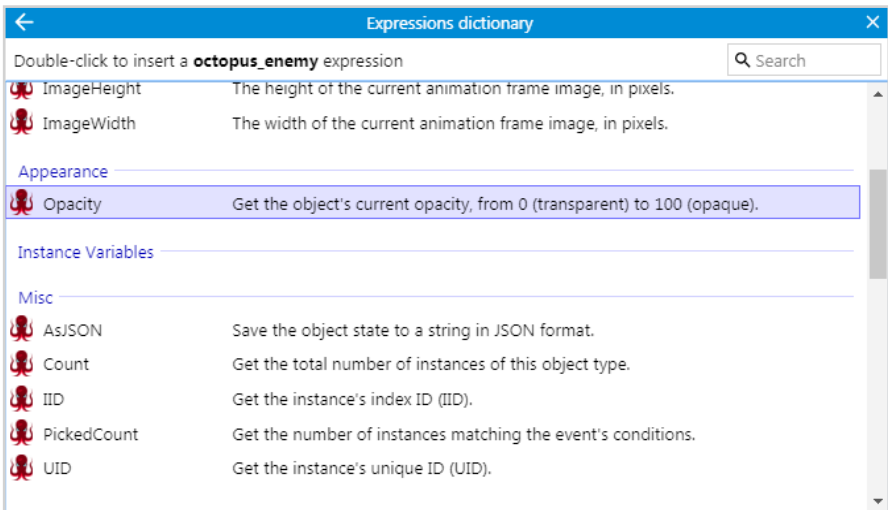 Expressions dictionary
Double-click to insert a octopus_enemy expression
Search
ImageHeight The height of the current animation frame image, in pixels.
ImageWidth The width of the current animation frame image, in pixels.
Appearance
Opacity Get the object's current opacity, from 0 (transparent) to 100 (opaque).
Instance Variables
Misc
AsJSON Save the object state to a string in JSON format.
Count Get the total number of instances of this object type.
IID Get the instance's index ID (IID).
PickedCount Get the number of instances matching the event's conditions.
UID Get the instance's unique ID (UID).